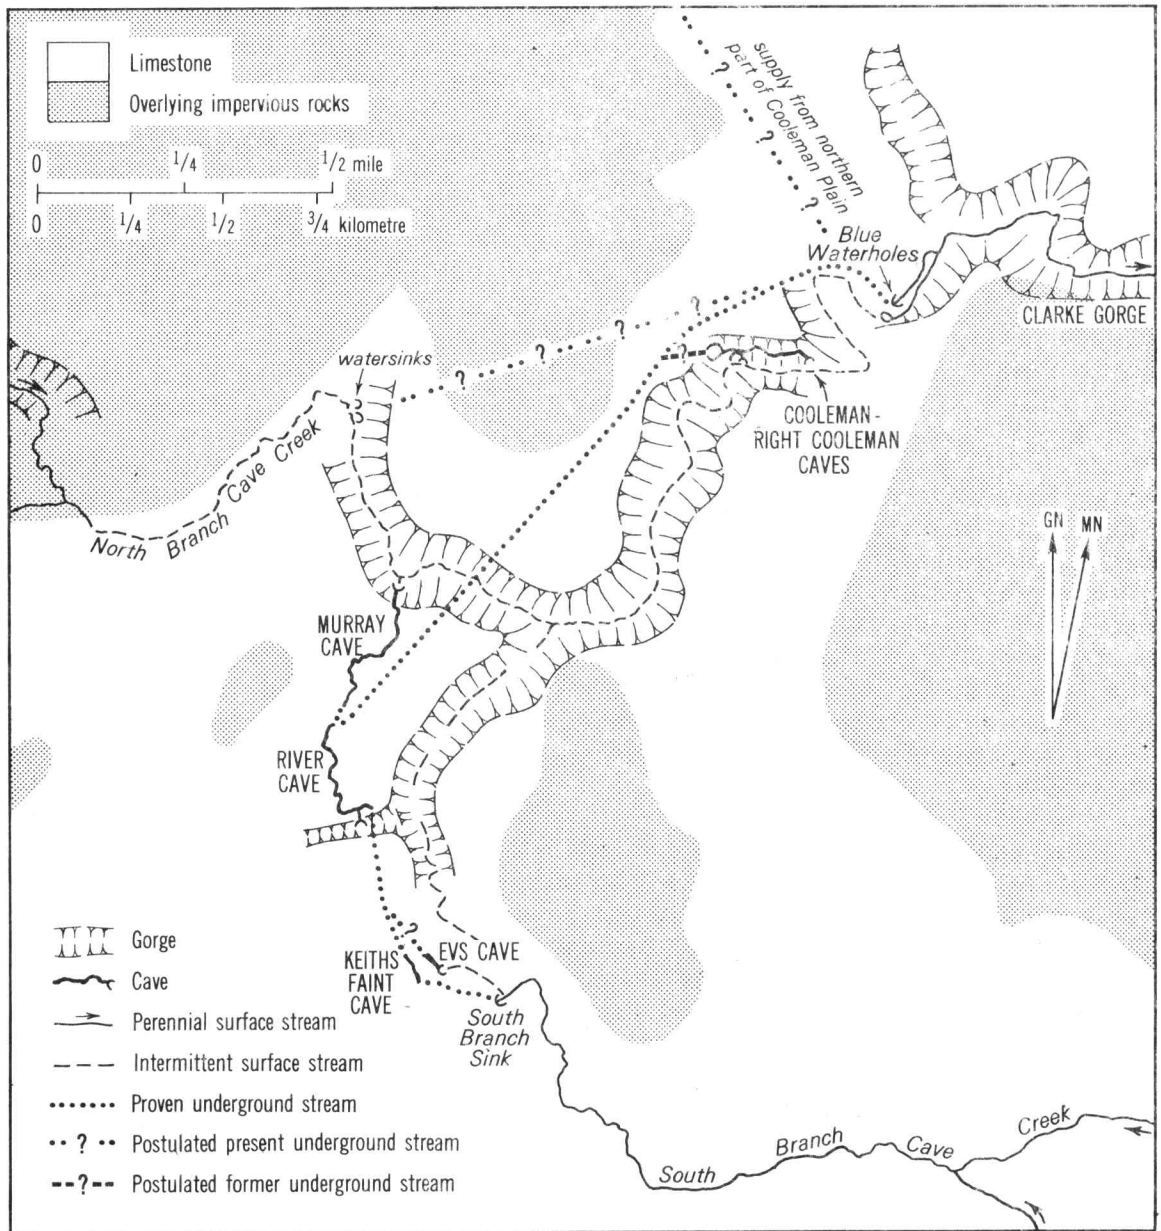 Limestone
Overlying impervious rocks
0 1/4 1/2 mile
0 1/4 1/2 3/4 kilometre
supply from northern
part of Cooleman Plain
?
?
?
Blue
Waterholes
CLARKE GORGE
watersinks
?
?
?
?
?
COOLEMAN-
RIGHT COOLEMAN
CAVES
North Branch Cave Creek
GN MN
MURRAY
CAVE
RIVER
CAVE
?
EVS CAVE
KEITHS
FAINT
CAVE
South
Branch
Sink
South Branch Cave Creek
Gorge
Cave
Perennial surface stream
Intermittent surface stream
Proven underground stream
? Postulated present underground stream
? Postulated former underground stream